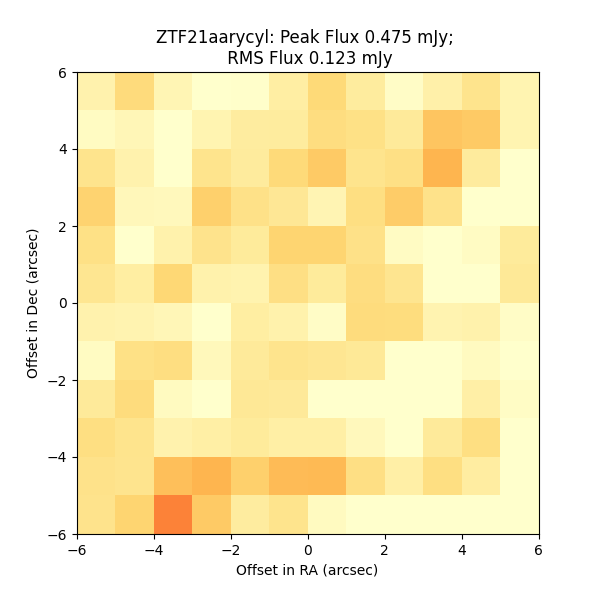 ZTF21aarycyl: Peak Flux 0.475 mJy;
RMS Flux 0.123 mJy
6
4
2
0
−2
−4
−6
Offset in Dec (arcsec)
−6 −4 −2 0 2 4 6
Offset in RA (arcsec)